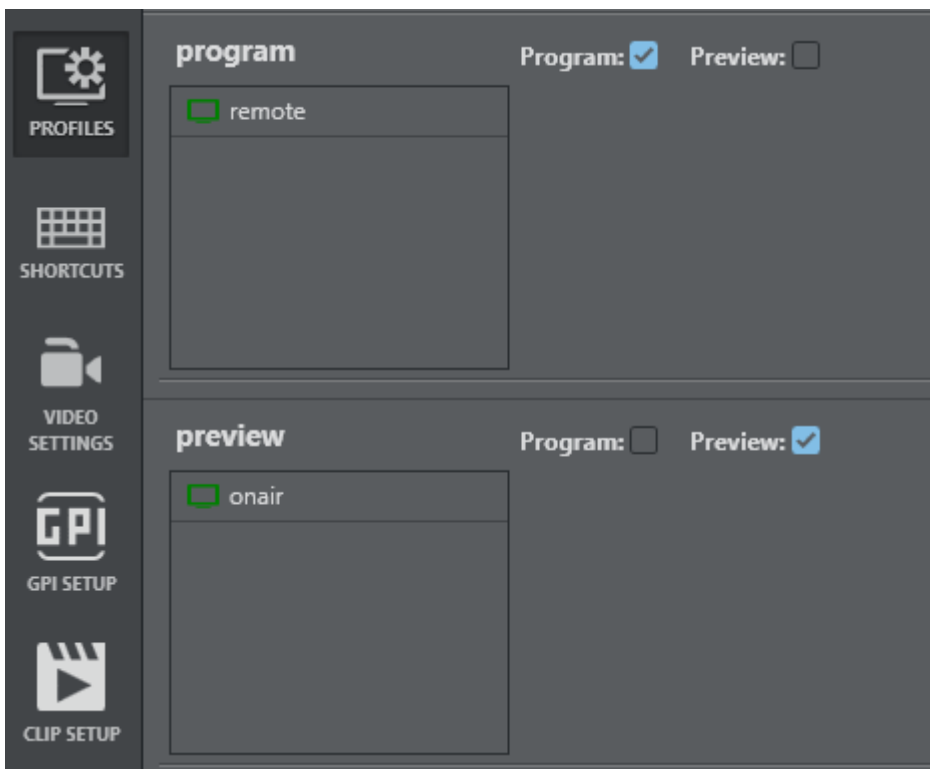 PROFILES
SHORTCUTS
VIDEO
SETTINGS
GPI
GPI SETUP
CLIP SETUP
program
Program:
Preview:
remote
preview
Program:
Preview:
onair